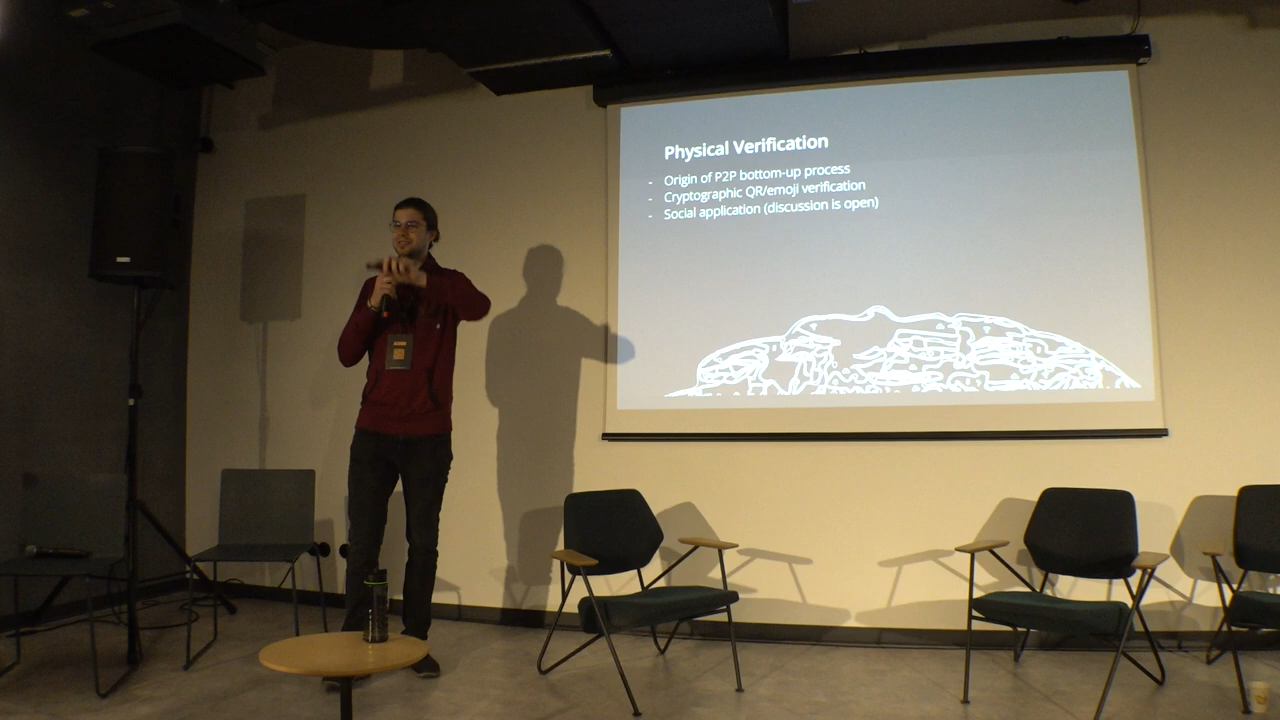 Physical Verification
- Origin of P2P bottom-up process
- Cryptographic QR/emoji verification
- Social application (discussion is open)